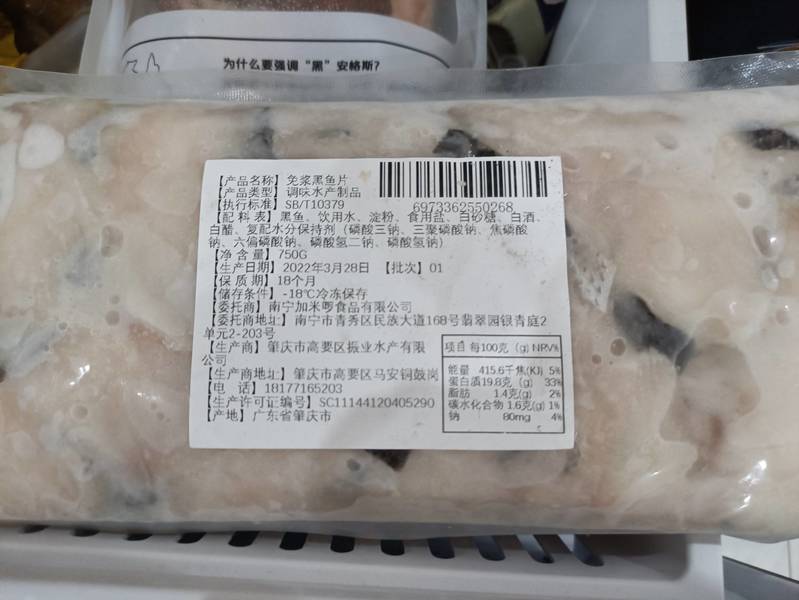 为什么要强调“黑”安格斯?
【产品名称】免浆黑鱼片
【产品类型】调味水产制品
【执行标准】SB/T10379
6973362550268
【配 料 表】黑鱼、饮用水、淀粉、食用盐、白砂糖、白酒、
白醋、复配水分保持剂（磷酸三钠、三聚磷酸钠、焦磷酸
钠、六偏磷酸钠、磷酸氢二钠、磷酸氢钠）
【净 含 量】750G
【生产日期】2022年3月28日 【批次】01
【保 质 期】18个月
【储存条件】-18℃冷冻保存
【委托商】南宁加米啰食品有限公司
【委托商地址】南宁市青秀区民族大道168号翡翠园银青庭2
单元2-203号
【生产商】肇庆市高要区振业水产有限
公司
【生产商地址】肇庆市高要区马安铜鼓岗
【电 话】18177165203
【生产许可证编号】SC11144120405290
【产地】广东省肇庆市
项目 每100克 (g) NRV%
能量 415.6千焦(KJ) 5%
蛋白质19.8克 (g) 33%
脂肪 1.4克(g) 2%
碳水化合物 1.6克(g) 1%
钠 80mg 4%